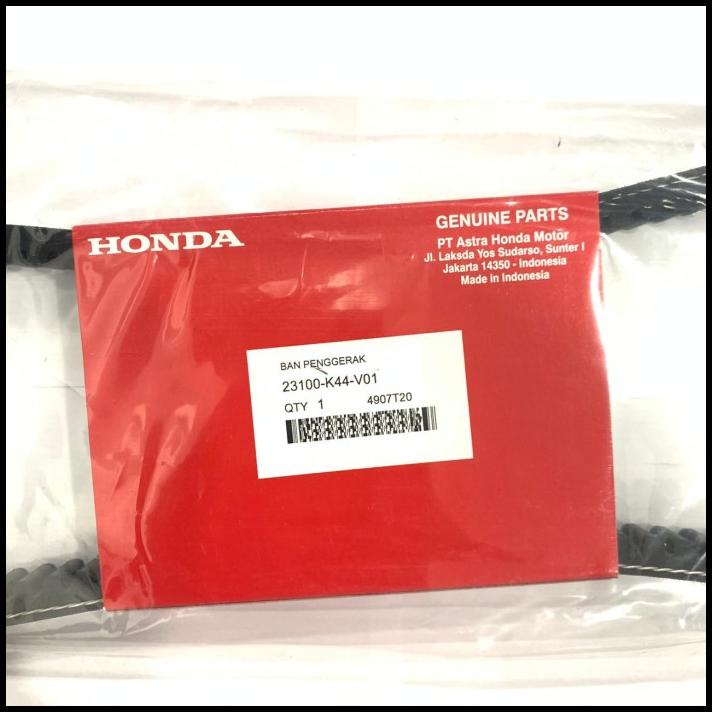 HONDA
GENUINE PARTS
PT Astra Honda Motor
Jl. Laksda Yos Sudarso, Sunter I
Jakarta 14350 - Indonesia
Made in Indonesia
BAN PENGGERAK
23100-K44-V01
QTY 1 4907T20